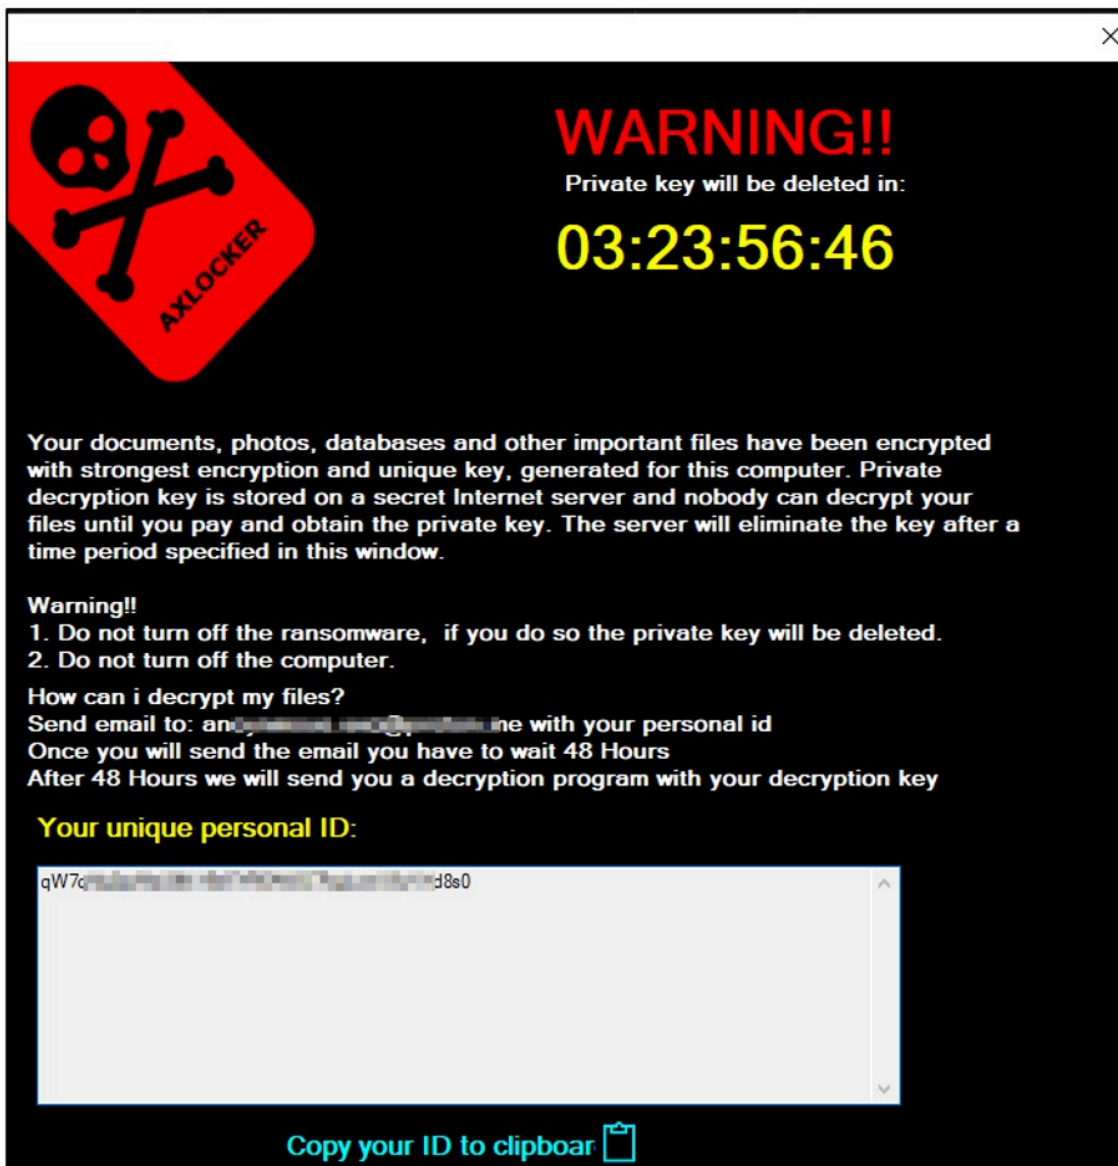 WARNING!!
Private key will be deleted in:
03:23:56:46
AXLOCKER
Your documents, photos, databases and other important files have been encrypted
with strongest encryption and unique key, generated for this computer. Private
decryption key is stored on a secret Internet server and nobody can decrypt your
files until you pay and obtain the private key. The server will eliminate the key after a
time period specified in this window.
Warning!!
1. Do not turn off the ransomware,  if you do so the private key will be deleted.
2. Do not turn off the computer.
How can i decrypt my files?
Send email to: with your personal id
Once you will send the email you have to wait 48 Hours
After 48 Hours we will send you a decryption program with your decryption key
Your unique personal ID:
Copy your ID to clipboar